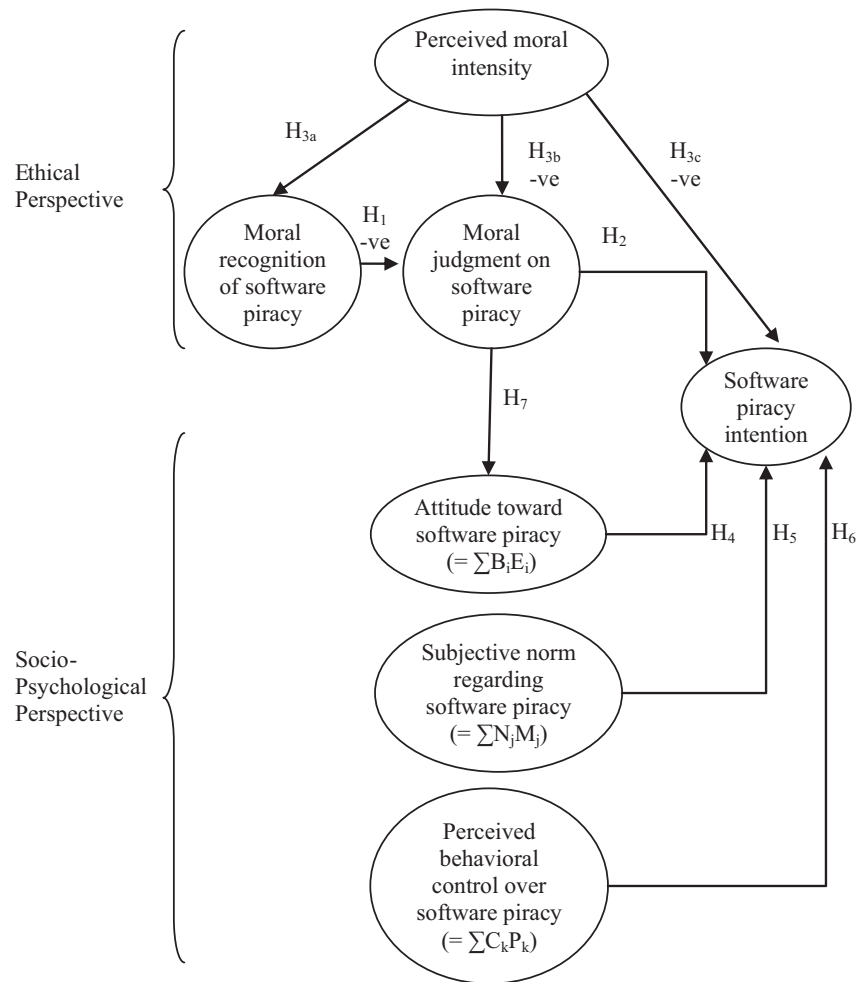 Perceived moral
intensity
H3a
H3b
-ve
H3c
-ve
Ethical
Perspective
Moral
recognition
of software
piracy
H1
-ve
Moral
judgment on
software
piracy
H2
Software
piracy
intention
H7
Attitude toward
software piracy
(= ∑BiEi)
H4
H5
H6
Socio-
Psychological
Perspective
Subjective norm
regarding
software piracy
(= ∑NjMj)
Perceived
behavioral
control over
software piracy
(= ∑CkPk)